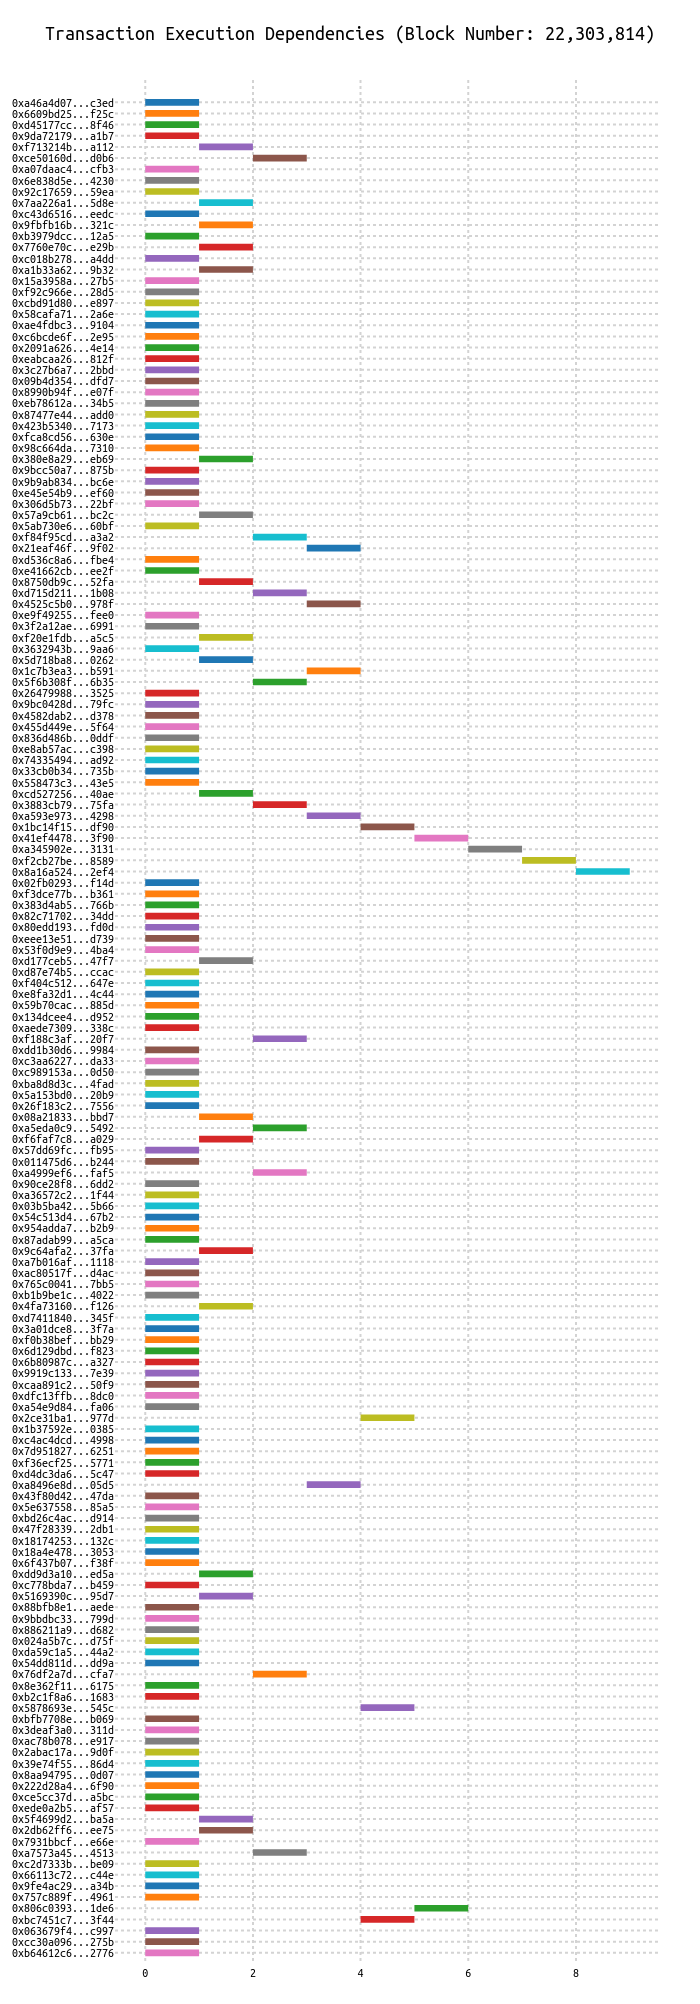 Transaction Execution Dependencies (Block Number: 22,303,814)
0xa46a4d07...c3ed
0x6609bd25...f25c
0xd45177cc...8f46
0x9da72179...a1b7
0xf713214b...a112
0xce50160d...d0b6
0xa07daac4...cfb3
0x6e838d5e...4230
0x92c17659...59ea
0x7aa226a1...5d8e
0xc43d6516...eedc
0x9fbfb16b...321c
0xb3979dcc...12a5
0x7760e70c...e29b
0xc018b278...a4dd
0xa1b33a62...9b32
0x15a3958a...27b5
0xf92c966e...28d5
0xcbd91d80...e897
0x58cafa71...2a6e
0xae4fdbc3...9104
0xc6bcde6f...2e95
0x2091a626...4e14
0xeabcaa26...812f
0x3c27b6a7...2bbd
0x09b4d354...dfd7
0x8990b94f...e07f
0xeb78612a...34b5
0x87477e44...add0
0x423b5340...7173
0xfca8cd56...630e
0x98c664da...7310
0x380e8a29...eb69
0x9bcc50a7...875b
0x9b9ab834...bc6e
0xe45e54b9...ef60
0x306d5b73...22bf
0x57a9cb61...bc2c
0x5ab730e6...60bf
0xf84f95cd...a3a2
0x21eaf46f...9f02
0xd536c8a6...fbe4
0xe41662cb...ee2f
0x8750db9c...52fa
0xd715d211...1b08
0x4525c5b0...978f
0xe9f49255...fee0
0x3f2a12ae...6991
0xf20e1fdb...a5c5
0x3632943b...9aa6
0x5d718ba8...0262
0x1c7b3ea3...b591
0x5f6b308f...6b35
0x26479988...3525
0x9bc0428d...79fc
0x4582dab2...d378
0x455d449e...5f64
0x836d486b...0ddf
0xe8ab57ac...c398
0x74335494...ad92
0x33cb0b34...735b
0x558473c3...43e5
0xcd527256...40ae
0x3883cb79...75fa
0xa593e973...4298
0x1bc14f15...df90
0x41ef4478...3f90
0xa345902e...3131
0xf2cb27be...8589
0x8a16a524...2ef4
0x02fb0293...f14d
0xf3dce77b...b361
0x383d4ab5...766b
0x82c71702...34dd
0x80edd193...fd0d
0xeee13e51...d739
0x53f0d9e9...4ba4
0xd177ceb5...47f7
0xd87e74b5...ccac
0xf404c512...647e
0xe8fa32d1...4c44
0x59b70cac...885d
0x134dcee4...d952
0xaede7309...338c
0xf188c3af...20f7
0xdd1b30d6...9984
0xc3aa6227...da33
0xc989153a...0d50
0xba8d8d3c...4fad
0x5a153bd0...20b9
0x26f183c2...7556
0x08a21833...bbd7
0xa5eda0c9...5492
0xf6faf7c8...a029
0x57dd69fc...fb95
0x011475d6...b244
0xa4999ef6...faf5
0x90ce28f8...6dd2
0xa36572c2...1f44
0x03b5ba42...5b66
0x54c513d4...67b2
0x954adda7...b2b9
0x87adab99...a5ca
0x9c64afa2...37fa
0xa7b016af...1118
0xac80517f...d4ac
0x765c0041...7bb5
0xb1b9be1c...4022
0x4fa73160...f126
0xd7411840...345f
0x3a01dce8...3f7a
0xf0b38bef...bb29
0x6d129dbd...f823
0x6b80987c...a327
0x9919c133...7e39
0xcaa891c2...50f9
0xdfc13ffb...8dc0
0xa54e9d84...fa06
0x2ce31ba1...977d
0x1b37592e...0385
0xc4ac4dcd...4998
0x7d951827...6251
0xf36ecf25...5771
0xd4dc3da6...5c47
0xa8496e8d...05d5
0x43f80d42...47da
0x5e637558...85a5
0xbd26c4ac...d914
0x47f28339...2db1
0x18174253...132c
0x18a4e478...3053
0x6f437b07...f38f
0xdd9d3a10...ed5a
0xc778bda7...b459
0x5169390c...95d7
0x88bfb8e1...aede
0x9bbdbc33...799d
0x886211a9...d682
0x024a5b7c...d75f
0xda59c1a5...44a2
0x54dd811d...dd9a
0x76df2a7d...cfa7
0x8e362f11...6175
0xb2c1f8a6...1683
0x5878693e...545c
0xbfb7708e...b069
0x3deaf3a0...311d
0xac78b078...e917
0x2abac17a...9d0f
0x39e74f55...86d4
0x8aa94795...0d07
0x222d28a4...6f90
0xce5cc37d...a5bc
0xede0a2b5...af57
0x5f4699d2...ba5a
0x2db62ff6...ee75
0x7931bbcf...e66e
0xa7573a45...4513
0xc2d7333b...be09
0x66113c72...c44e
0x9fe4ac29...a34b
0x757c889f...4961
0x806c0393...1de6
0xbc7451c7...3f44
0x063679f4...c997
0xcc30a096...275b
0xb64612c6...2776
0 2 4 6 8